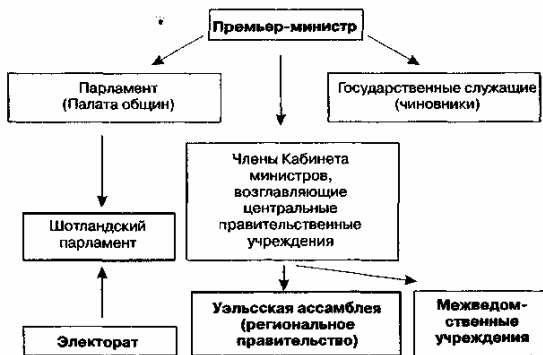 Премьер-министр
Парламент
(Палата общин)
Государственные служащие
(чиновники)
Члены Кабинета
министров,
возглавляющие
центральные
правительственные
учреждения
Шотландский
парламент
Уэльсская ассамблея
(региональное
правительство)
Межведом-
ственные
учреждения
Электорат